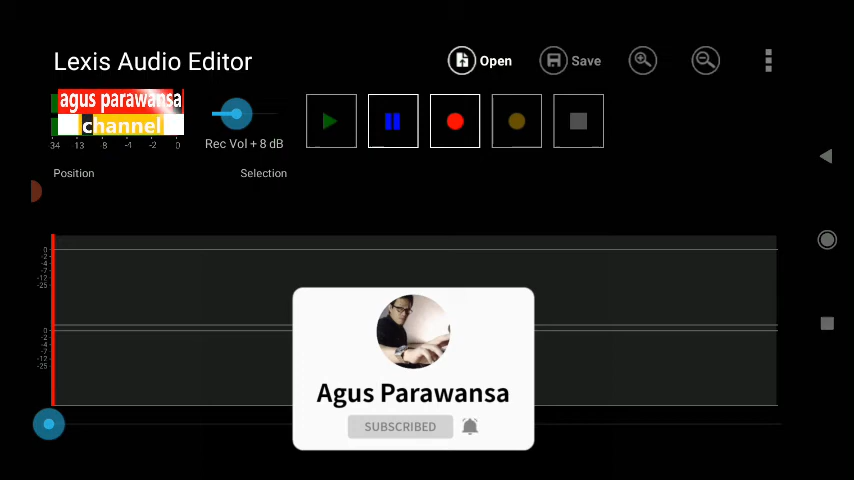 Lexis Audio Editor
Open
Save
agus parawansa
channel
34 13 8 -4 -2 0
Rec Vol + 8 dB
Position
Selection
0
-2
-4
-7
-12
-25
0
-2
-4
-7
-12
-25
Agus Parawansa
SUBSCRIBED